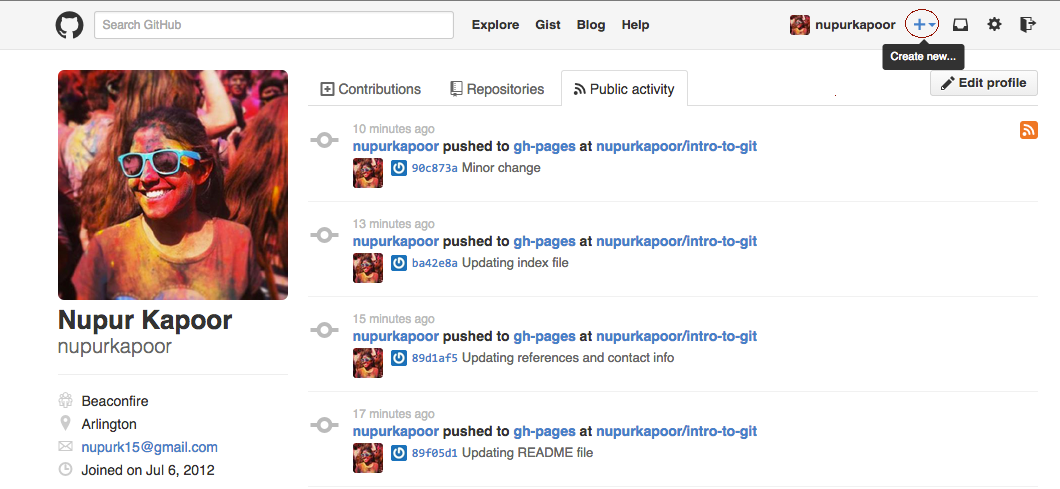 Search GitHub
Explore Gist Blog Help
nupurkapoor
Create new...
Contributions Repositories Public activity
Edit profile
10 minutes ago
nupurkapoor pushed to gh-pages at nupurkapoor/intro-to-git
90c873a Minor change
13 minutes ago
nupurkapoor pushed to gh-pages at nupurkapoor/intro-to-git
ba42e8a Updating index file
15 minutes ago
nupurkapoor pushed to gh-pages at nupurkapoor/intro-to-git
89d1af5 Updating references and contact info
17 minutes ago
nupurkapoor pushed to gh-pages at nupurkapoor/intro-to-git
89f05d1 Updating README file
Nupur Kapoor
nupurkapoor
Beaconfire
Arlington
nupurk15@gmail.com
Joined on Jul 6, 2012